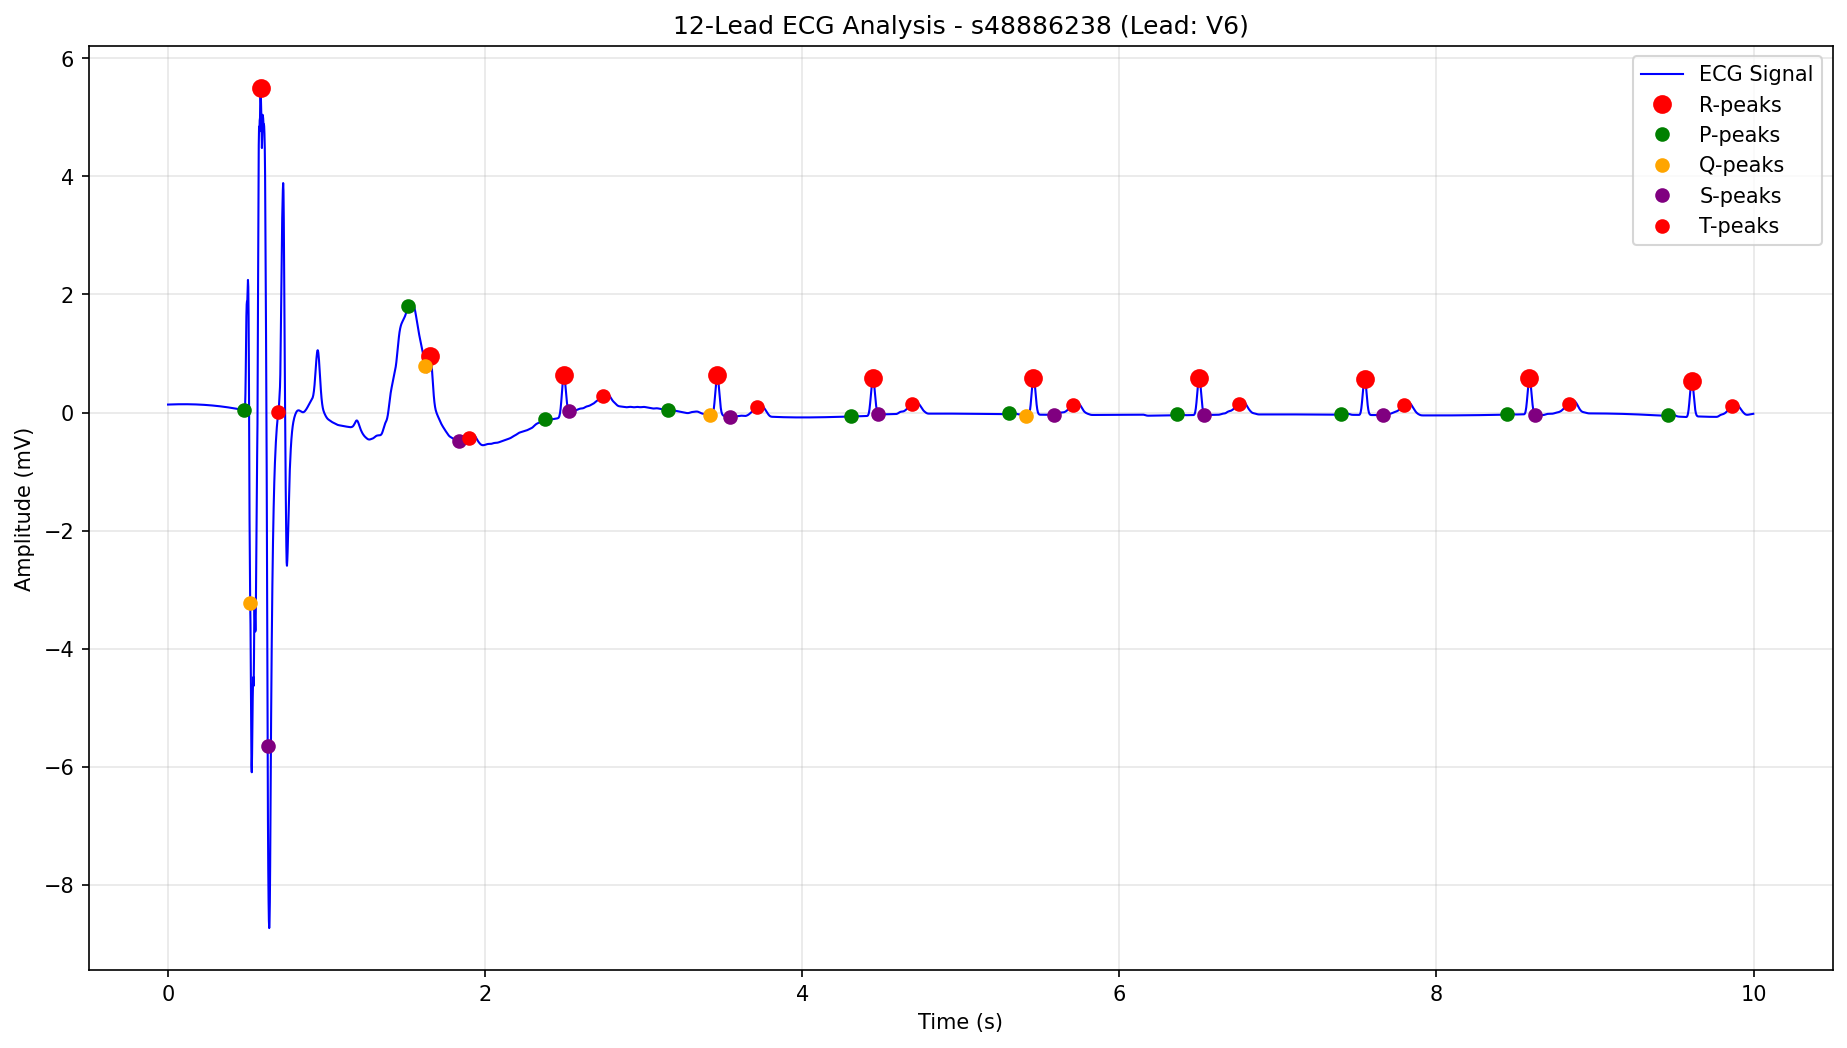 12-Lead ECG Analysis - s48886238 (Lead: V6)
ECG Signal
R-peaks
P-peaks
Q-peaks
S-peaks
T-peaks
6
4
2
0
−2
−4
−6
−8
Amplitude (mV)
0 2 4 6 8 10
Time (s)